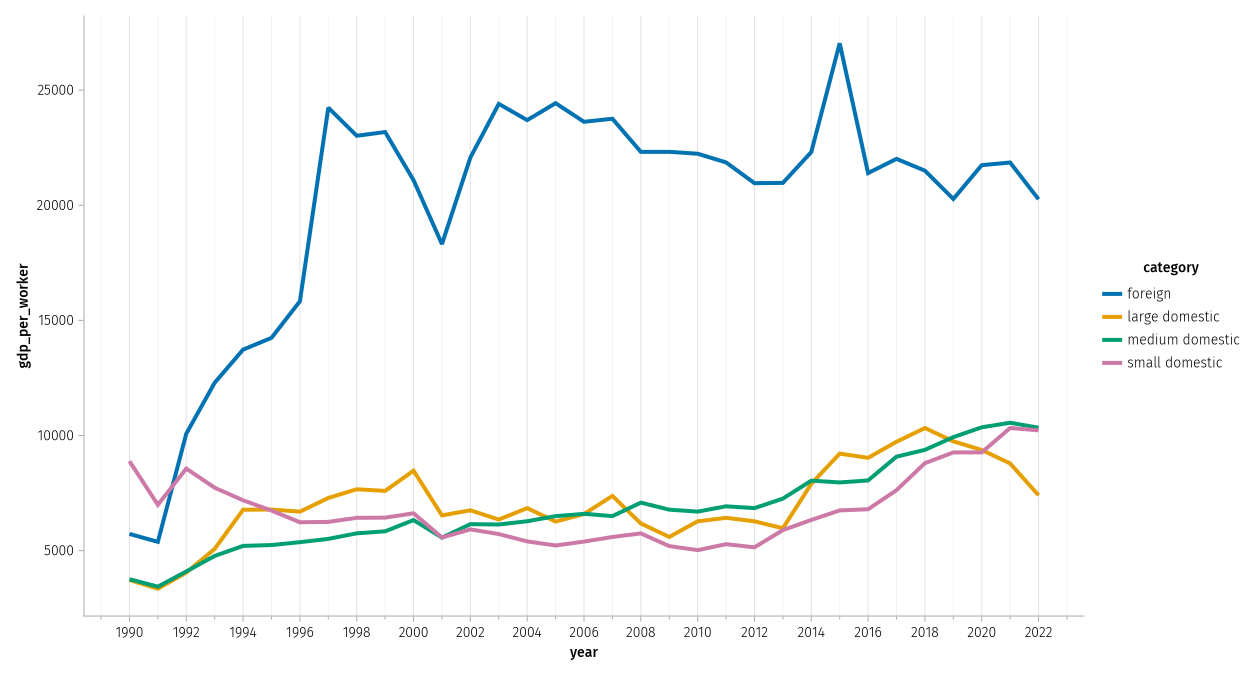 25000
20000
15000
10000
5000
gdp_per_worker
1990 1992 1994 1996 1998 2000 2002 2004 2006 2008 2010 2012 2014 2016 2018 2020 2022
year
category
foreign
large domestic
medium domestic
small domestic